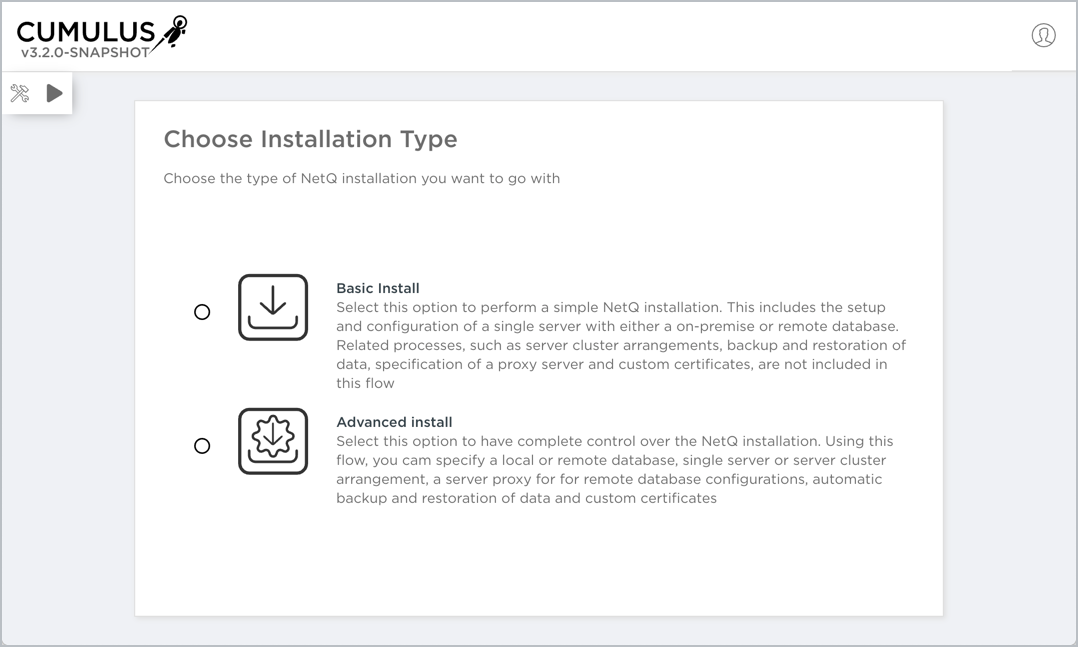 CUMULUS
v3.2.0-SNAPSHOT
Choose Installation Type
Choose the type of NetQ installation you want to go with
Basic Install
Select this option to perform a simple NetQ installation. This includes the setup
and configuration of a single server with either a on-premise or remote database.
Related processes, such as server cluster arrangements, backup and restoration of
data, specification of a proxy server and custom certificates, are not included in
this flow
Advanced install
Select this option to have complete control over the NetQ installation. Using this
flow, you cam specify a local or remote database, single server or server cluster
arrangement, a server proxy for for remote database configurations, automatic
backup and restoration of data and custom certificates